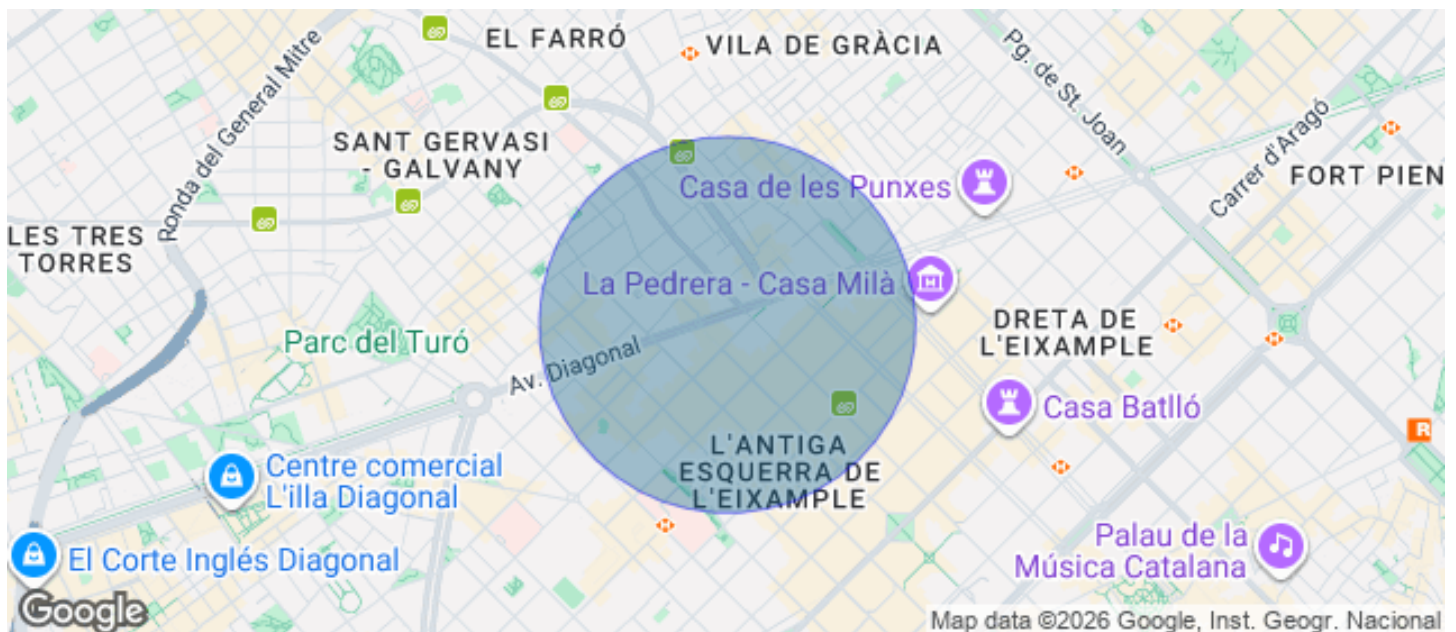 EL FARRÓ
VILA DE GRÀCIA
Pg. de St. Joan
Ronda del General Mitre
SANT GERVASI
- GALVANY
Casa de les Punxes
Carrer d'Aragó
FORT PIEN
LES TRES
TORRES
La Pedrera - Casa Milà
DRETA DE
L'EIXAMPLE
Parc del Turó
Av. Diagonal
Casa Batlló
L'ANTIGA
ESQUERRA DE
L'EIXAMPLE
Centre comercial
L'illa Diagonal
R
El Corte Inglés Diagonal
Palau de la
Música Catalana
Google
Map data ©2026 Google, Inst. Geogr. Nacional